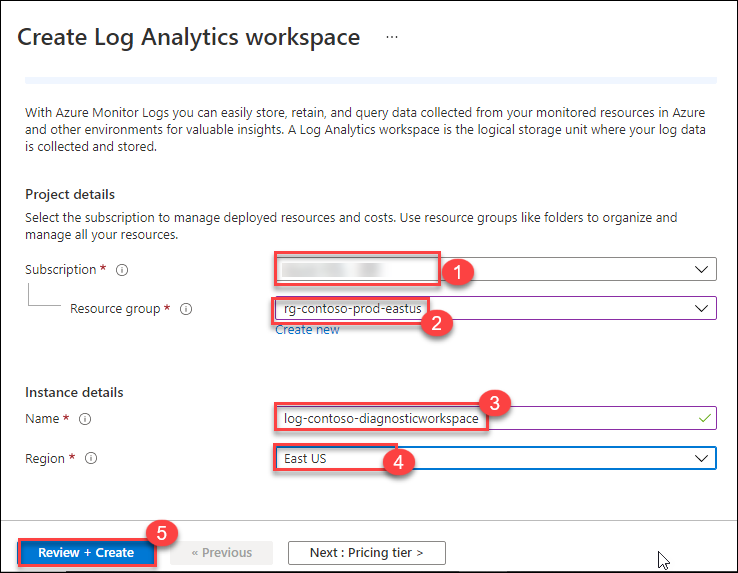 Create Log Analytics workspace ...
With Azure Monitor Logs you can easily store, retain, and query data collected from your monitored resources in Azure
and other environments for valuable insights. A Log Analytics workspace is the logical storage unit where your log data
is collected and stored.
Project details
Select the subscription to manage deployed resources and costs. Use resource groups like folders to organize and
manage all your resources.
Subscription *
1
Resource group *
rg-contoso-prod-eastus
2
Create new
Instance details
Name *
log-contoso-diagnosticworkspace
3
Region *
East US
4
5
Review + Create
« Previous
Next : Pricing tier >